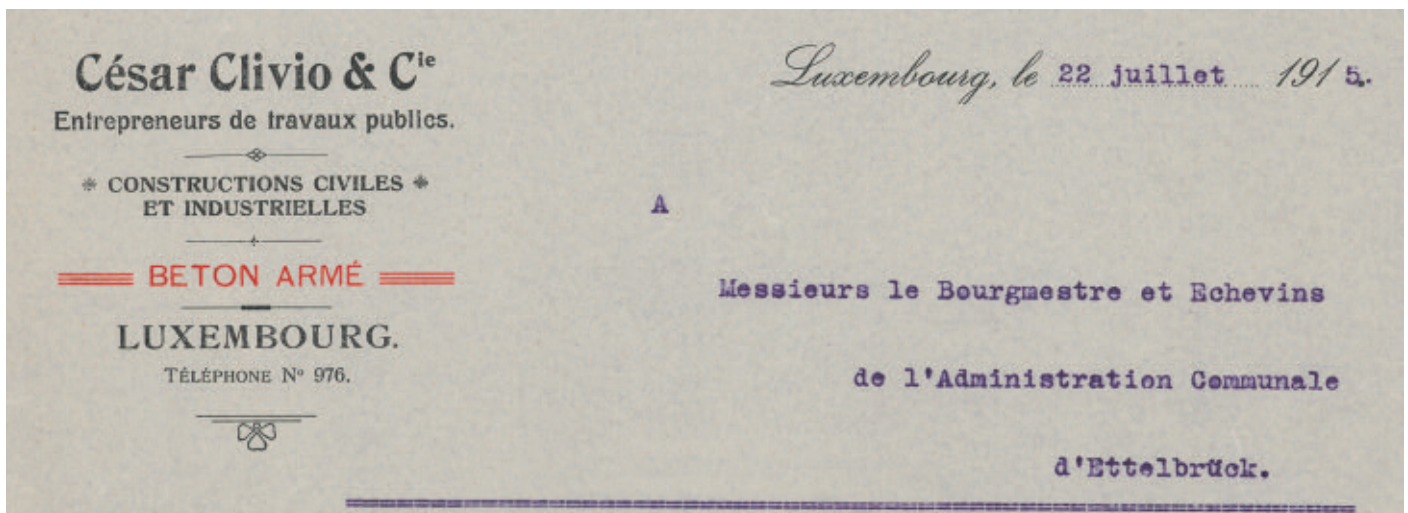 César Clivio & Cie
Entrepreneurs de travaux publics.
CONSTRUCTIONS CIVILES
ET INDUSTRIELLES
BETON ARMÉ
LUXEMBOURG.
TÉLÉPHONE No 976.
Luxembourg, le 22 juillet 1915.
A
Messieurs le Bourgmestre et Echevins
de l'Administration Communale
d'Ettelbrück.